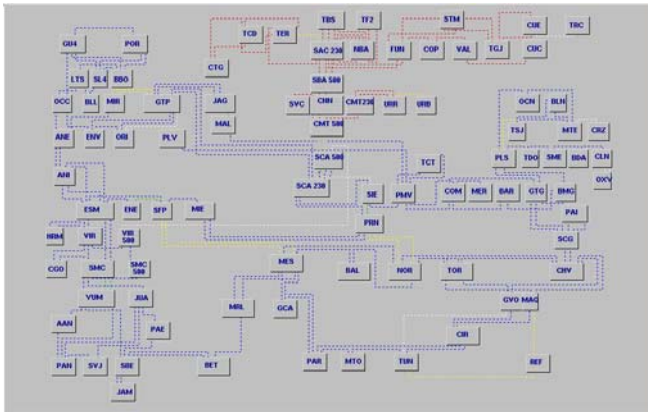 TBS TF2 STM
CUE TBC
GU4 POR TCD TER
SAC 230 NBA FUN COP VAL TGJ CUC
CTG
LTS SL4 BBO SBA 500
OCC BLL MIR GTP JAG SVC CHN CMT230 URR URB OCN BLN
MAL CMT 500 TSJ MTE CRZ
ANE ENV ORI PLV
SCA 500 TCT PLS TDO SME BDA CLN
ANI OXV
SCA 230 SIE PMV COM MER BAR GTG BMG
ESM ENE SFP MIE PAI
PRN
HRM VIR VIR 500 SCG
CGD SMC SMC 500 MES BAL NOR TOR CHV
VUM JUA GVO MAG
MRL GCA
AAN PAE CIR
PAN SVJ SBE BET PAR MTO TUN REF
JAM